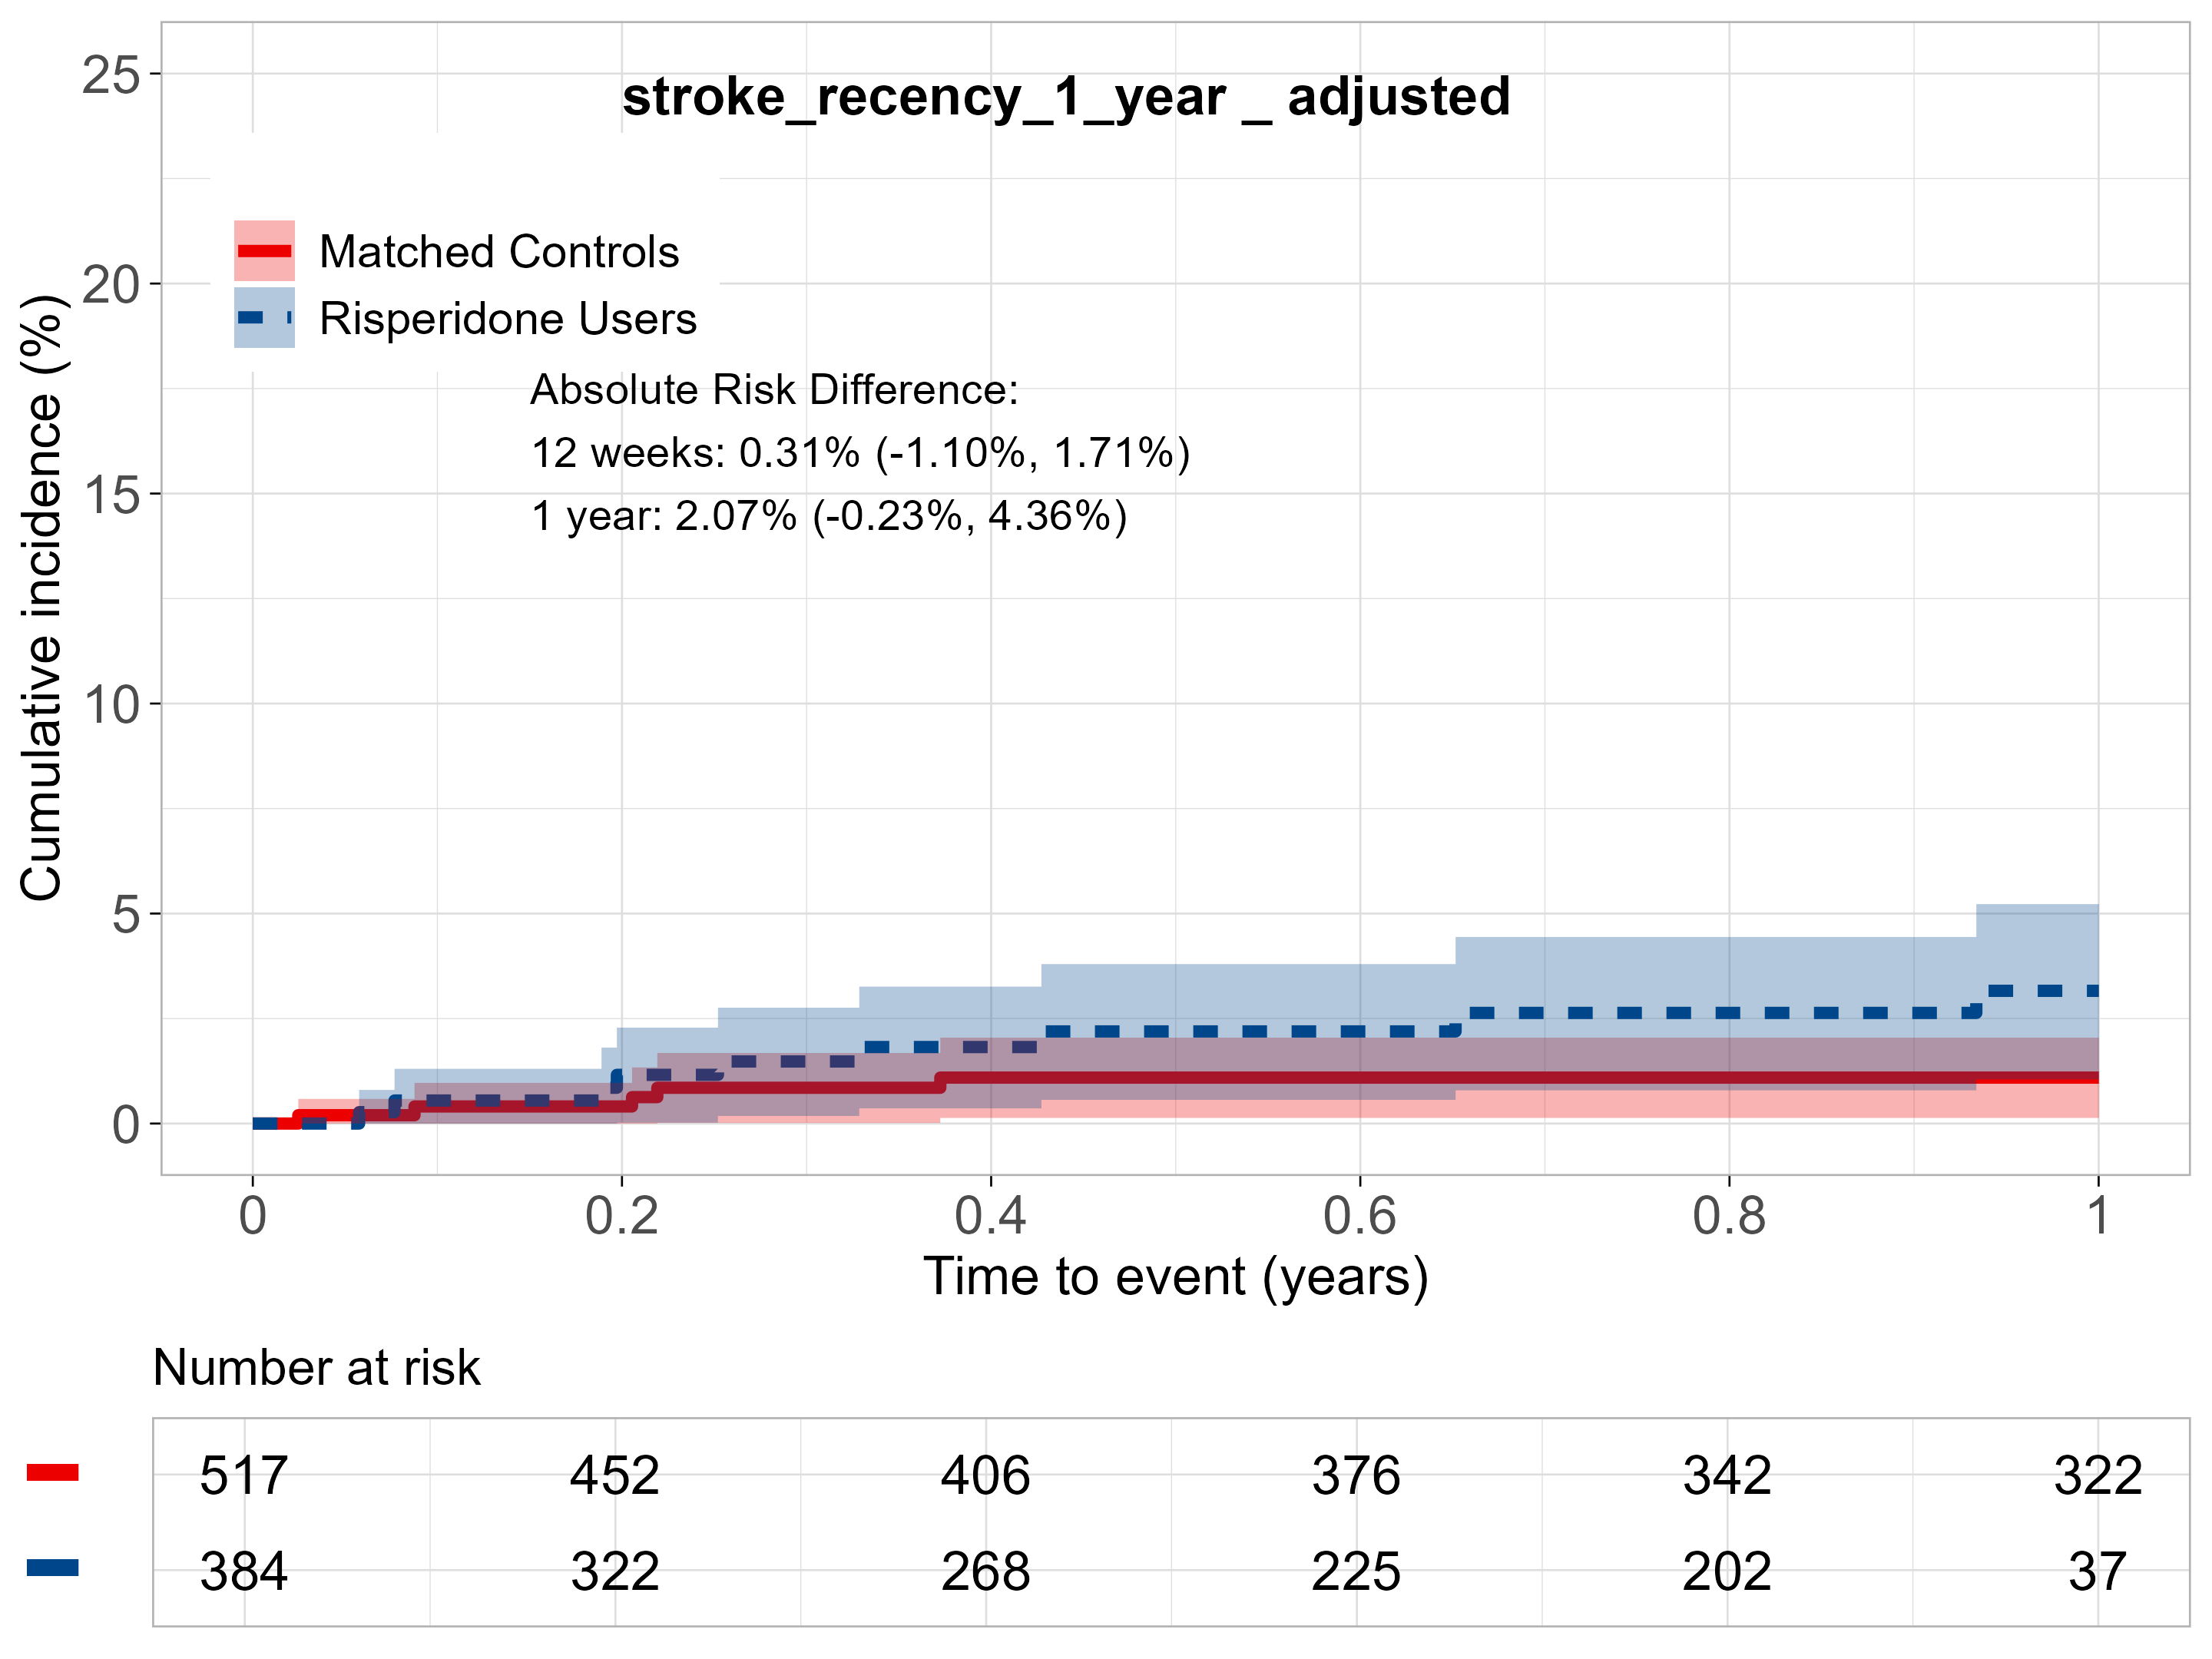 stroke_recency_1_year _ adjusted
Matched Controls
Risperidone Users
Absolute Risk Difference:
12 weeks: 0.31% (-1.10%, 1.71%)
1 year: 2.07% (-0.23%, 4.36%)
Cumulative incidence (%)
25
20
15
10
5
0
0 0.2 0.4 0.6 0.8 1
Time to event (years)
Number at risk
517 452 406 376 342 322
384 322 268 225 202 37